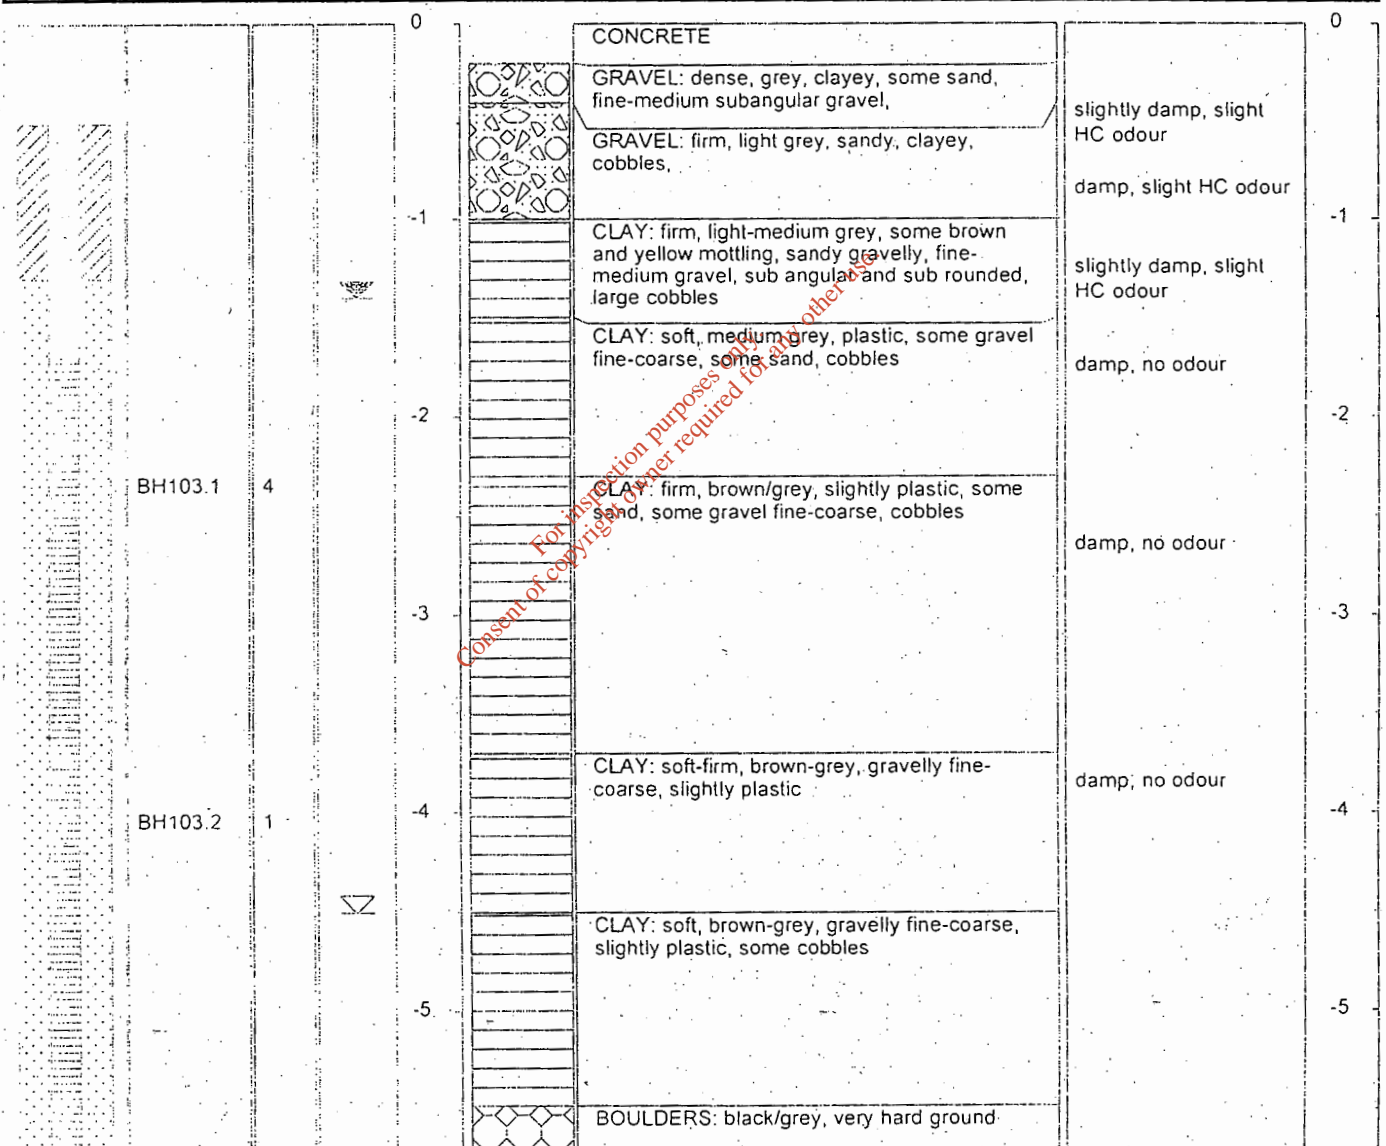 0
0
CONCRETE
GRAVEL: dense, grey, clayey, some sand,
fine-medium subangular gravel,
slightly damp, slight
HC odour
GRAVEL: firm, light grey, sandy, clayey,
cobbles,
damp, slight HC odour
-1
-1
CLAY: firm, light-medium grey, some brown
and yellow mottling, sandy gravelly, fine-
medium gravel, sub angular and sub rounded,
large cobbles
slightly damp, slight
HC odour
CLAY: soft, medium grey, plastic, some gravel
fine-coarse, some sand, cobbles
damp, no odour
-2
-2
BH103.1
4
CLAY: firm, brown/grey, slightly plastic, some
sand, some gravel fine-coarse, cobbles
damp, no odour
-3
-3
For inspection purposes only.
Consent of copyright owner required for any other use.
CLAY: soft-firm, brown-grey, gravelly fine-
coarse, slightly plastic
damp, no odour
-4
-4
BH103.2
1
CLAY: soft, brown-grey, gravelly fine-coarse,
slightly plastic, some cobbles
-5
-5
BOULDERS: black/grey, very hard ground